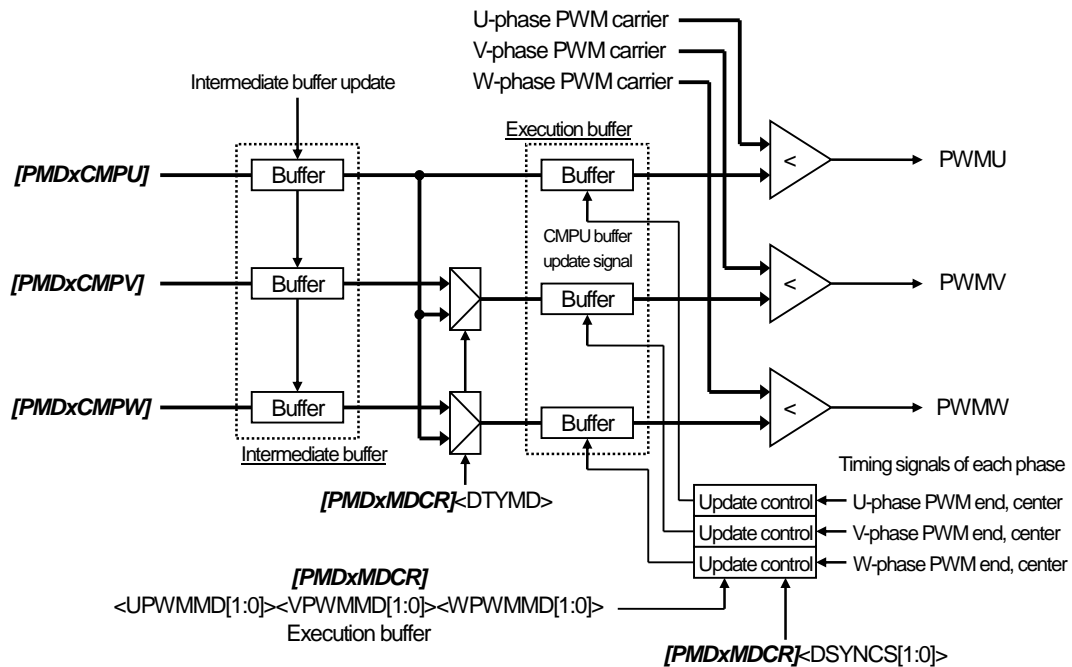 U-phase PWM carrier
V-phase PWM carrier
W-phase PWM carrier
Intermediate buffer update
Execution buffer
[PMDxCMPU]
Buffer
Buffer
<
PWMU
CMPU buffer
update signal
[PMDxCMPV]
Buffer
Buffer
<
PWMV
[PMDxCMPW]
Buffer
Buffer
<
PWMW
Intermediate buffer
Timing signals of each phase
[PMDxMDCR]<DTYMD>
Update control
U-phase PWM end, center
Update control
V-phase PWM end, center
Update control
W-phase PWM end, center
[PMDxMDCR]
<UPWMMD[1:0]><VPWMMD[1:0]><WPWMMD[1:0]>
Execution buffer
[PMDxMDCR]<DSYNCS[1:0]>